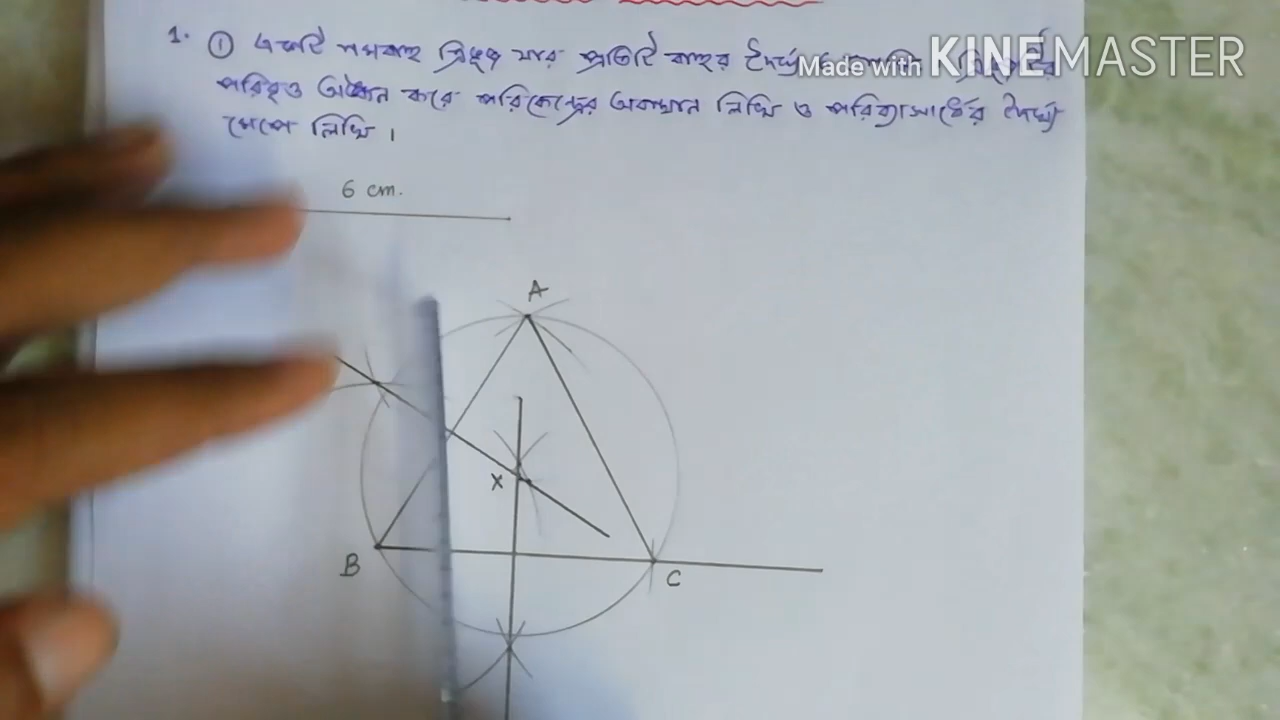 1. ① একটি সমবাহু ত্রিভুজ যার প্রতিটি বাহুর দৈর্ঘ্য
Made with KINEMASTER
পরিবৃত্ত অঙ্কন করে পরিকেন্দ্রের অবস্থান লিখি ও পরিব্যাসার্ধের দৈর্ঘ্য
মেপে লিখি।
6 cm.
A
X
B
C